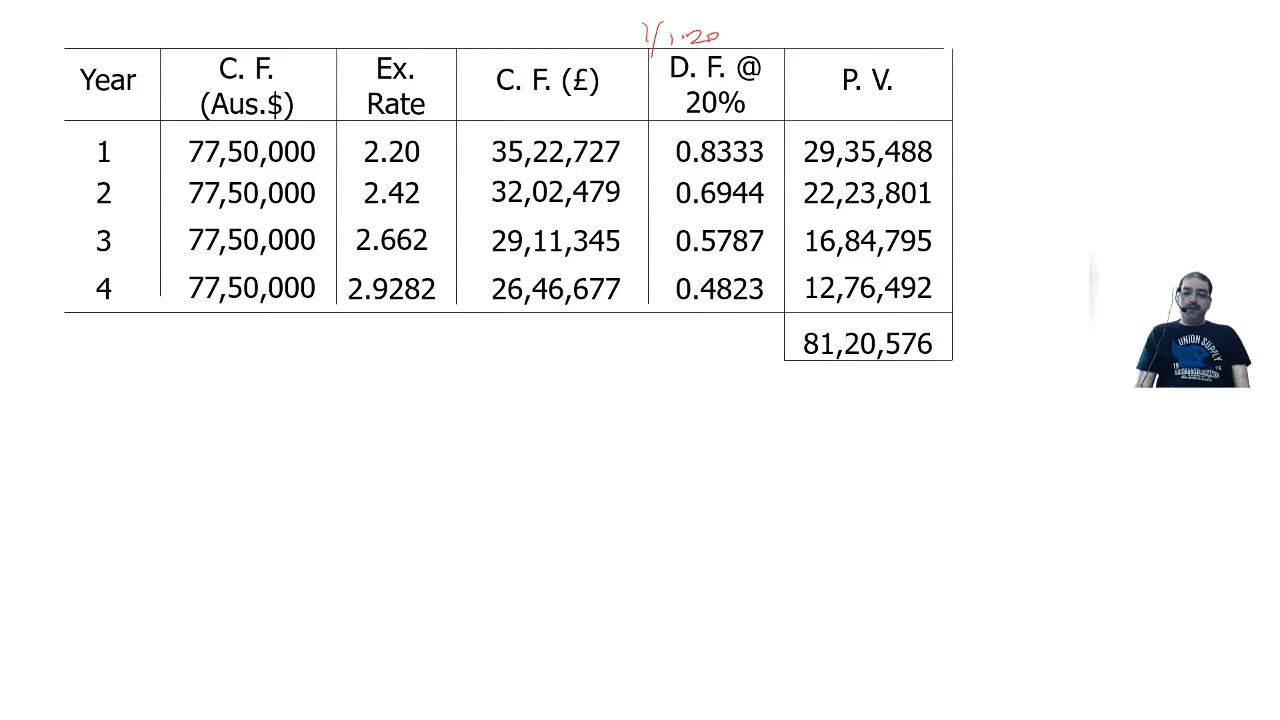 1/1.20
Year C. F. (Aus.$) Ex. Rate C. F. (£) D. F. @ 20% P. V.
1 77,50,000 2.20 35,22,727 0.8333 29,35,488
2 77,50,000 2.42 32,02,479 0.6944 22,23,801
3 77,50,000 2.662 29,11,345 0.5787 16,84,795
4 77,50,000 2.9282 26,46,677 0.4823 12,76,492
81,20,576
UNION SUPPLY